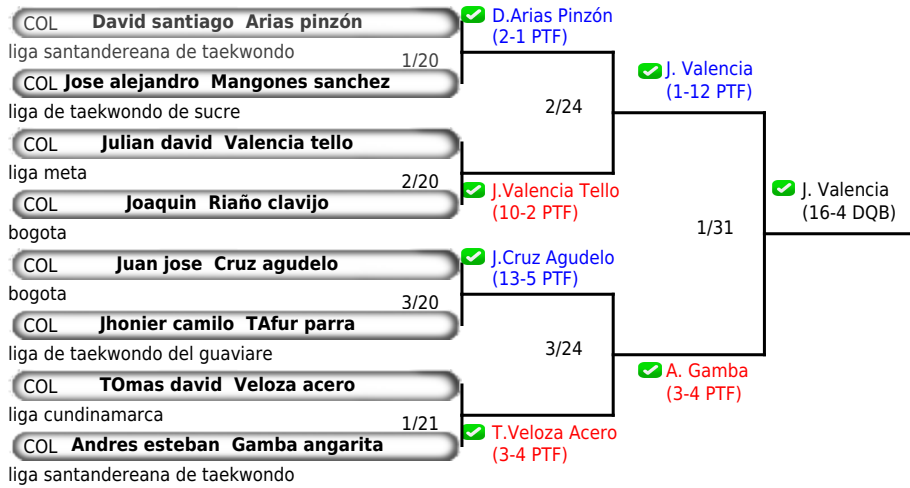 COL David santiago Arias pinzón
liga santandereana de taekwondo
1/20
COL Jose alejandro Mangones sanchez
liga de taekwondo de sucre
COL Julian david Valencia tello
liga meta
2/20
COL Joaquin Riaño clavijo
bogota
COL Juan jose Cruz agudelo
bogota
3/20
COL Jhonier camilo TAfur parra
liga de taekwondo del guaviare
COL TOmas david Veloza acero
liga cundinamarca
1/21
COL Andres esteban Gamba angarita
liga santandereana de taekwondo
D.Arias Pinzón
(2-1 PTF)
2/24
J.Valencia Tello
(10-2 PTF)
J.Cruz Agudelo
(13-5 PTF)
3/24
T.Veloza Acero
(3-4 PTF)
J. Valencia
(1-12 PTF)
1/31
A. Gamba
(3-4 PTF)
J. Valencia
(16-4 DQB)